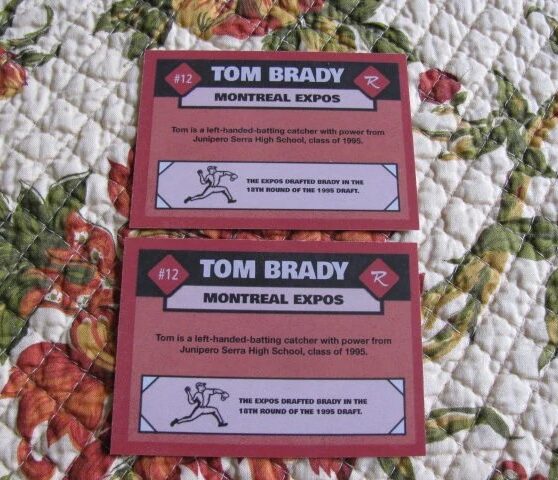 #12 TOM BRADY R
MONTREAL EXPOS
Tom is a left-handed-batting catcher with power from
Junipero Serra High School, class of 1995.
THE EXPOS DRAFTED BRADY IN THE
18TH ROUND OF THE 1995 DRAFT.
#12 TOM BRADY R
MONTREAL EXPOS
Tom is a left-handed-batting catcher with power from
Junipero Serra High School, class of 1995.
THE EXPOS DRAFTED BRADY IN THE
18TH ROUND OF THE 1995 DRAFT.